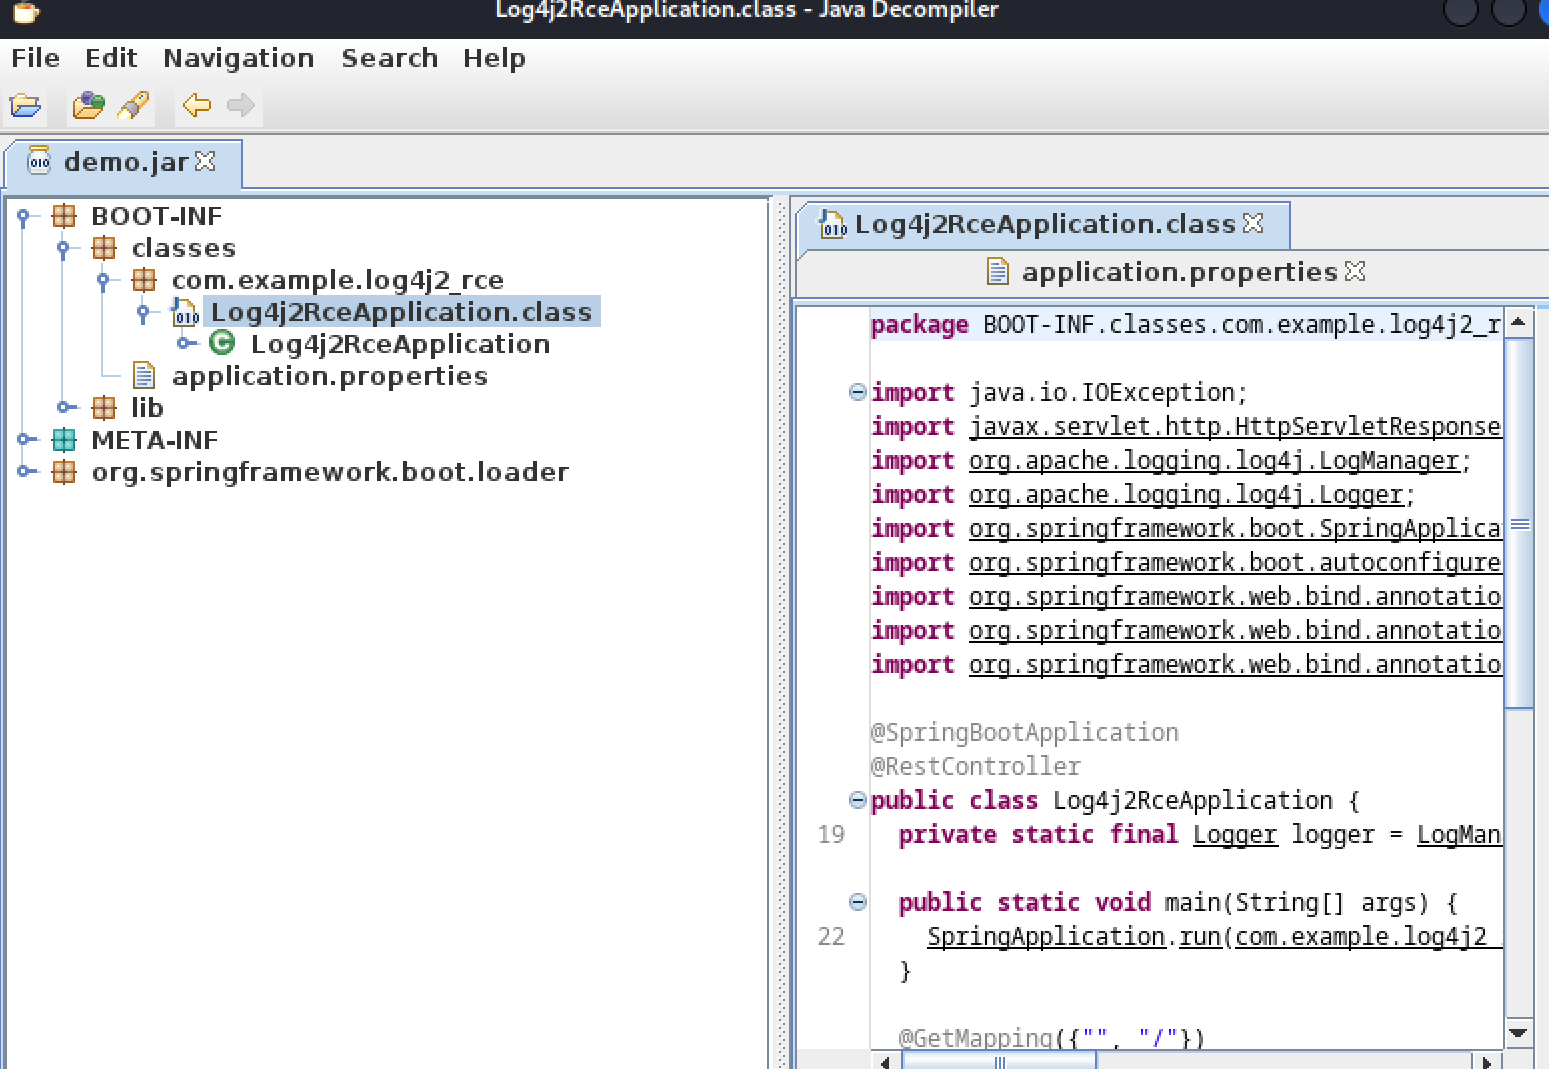 Log4j2RceApplication.class - Java Decompiler
File Edit Navigation Search Help
demo.jar
BOOT-INF
classes
com.example.log4j2_rce
Log4j2RceApplication.class
Log4j2RceApplication
application.properties
lib
META-INF
org.springframework.boot.loader
Log4j2RceApplication.class
application.properties
package BOOT-INF.classes.com.example.log4j2_r
import java.io.IOException;
import javax.servlet.http.HttpServletResponse
import org.apache.logging.log4j.LogManager;
import org.apache.logging.log4j.Logger;
import org.springframework.boot.SpringApplica
import org.springframework.boot.autoconfigure
import org.springframework.web.bind.annotatio
import org.springframework.web.bind.annotatio
import org.springframework.web.bind.annotatio
@SpringBootApplication
@RestController
public class Log4j2RceApplication {
19 private static final Logger logger = LogMan
public static void main(String[] args) {
22 SpringApplication.run(com.example.log4j2_
}
@GetMapping({"", "/"})